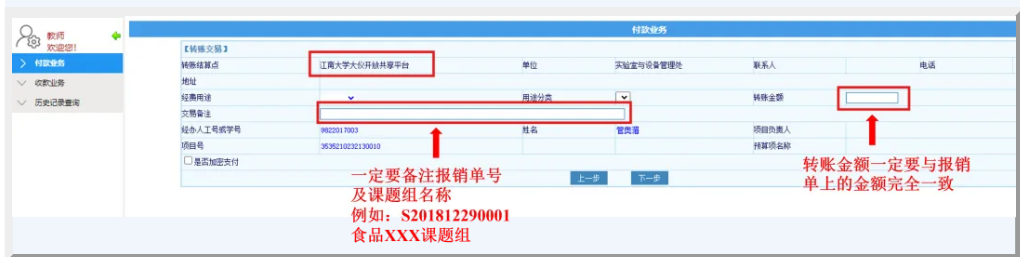 教师
欢迎您!
付款业务
收款业务
历史记录查询
付款业务
【转账交易】
转账结算点 江南大学大仪开放共享平台 单位 实验室与设备管理处 联系人 电话
地址
经费用途 用途分类 转账金额
交易备注
经办人工号或学号 9822017003 姓名 项目负责人
项目号 3535210232130010 预算项名称
是否加密支付
上一步 下一步
一定要备注报销单号
及课题组名称
例如：S201812290001
食品XXX课题组
转账金额一定要与报销
单上的金额完全一致